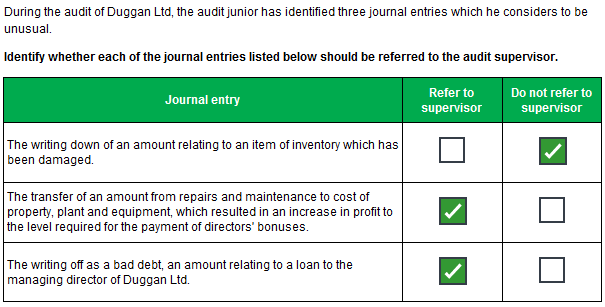 During the audit of Duggan Ltd, the audit junior has identified three journal entries which he considers to be
unusual.
Identify whether each of the journal entries listed below should be referred to the audit supervisor.
Journal entry
Refer to
supervisor
Do not refer to
supervisor
The writing down of an amount relating to an item of inventory which has
been damaged.
The transfer of an amount from repairs and maintenance to cost of
property, plant and equipment, which resulted in an increase in profit to
the level required for the payment of directors' bonuses.
The writing off as a bad debt, an amount relating to a loan to the
managing director of Duggan Ltd.